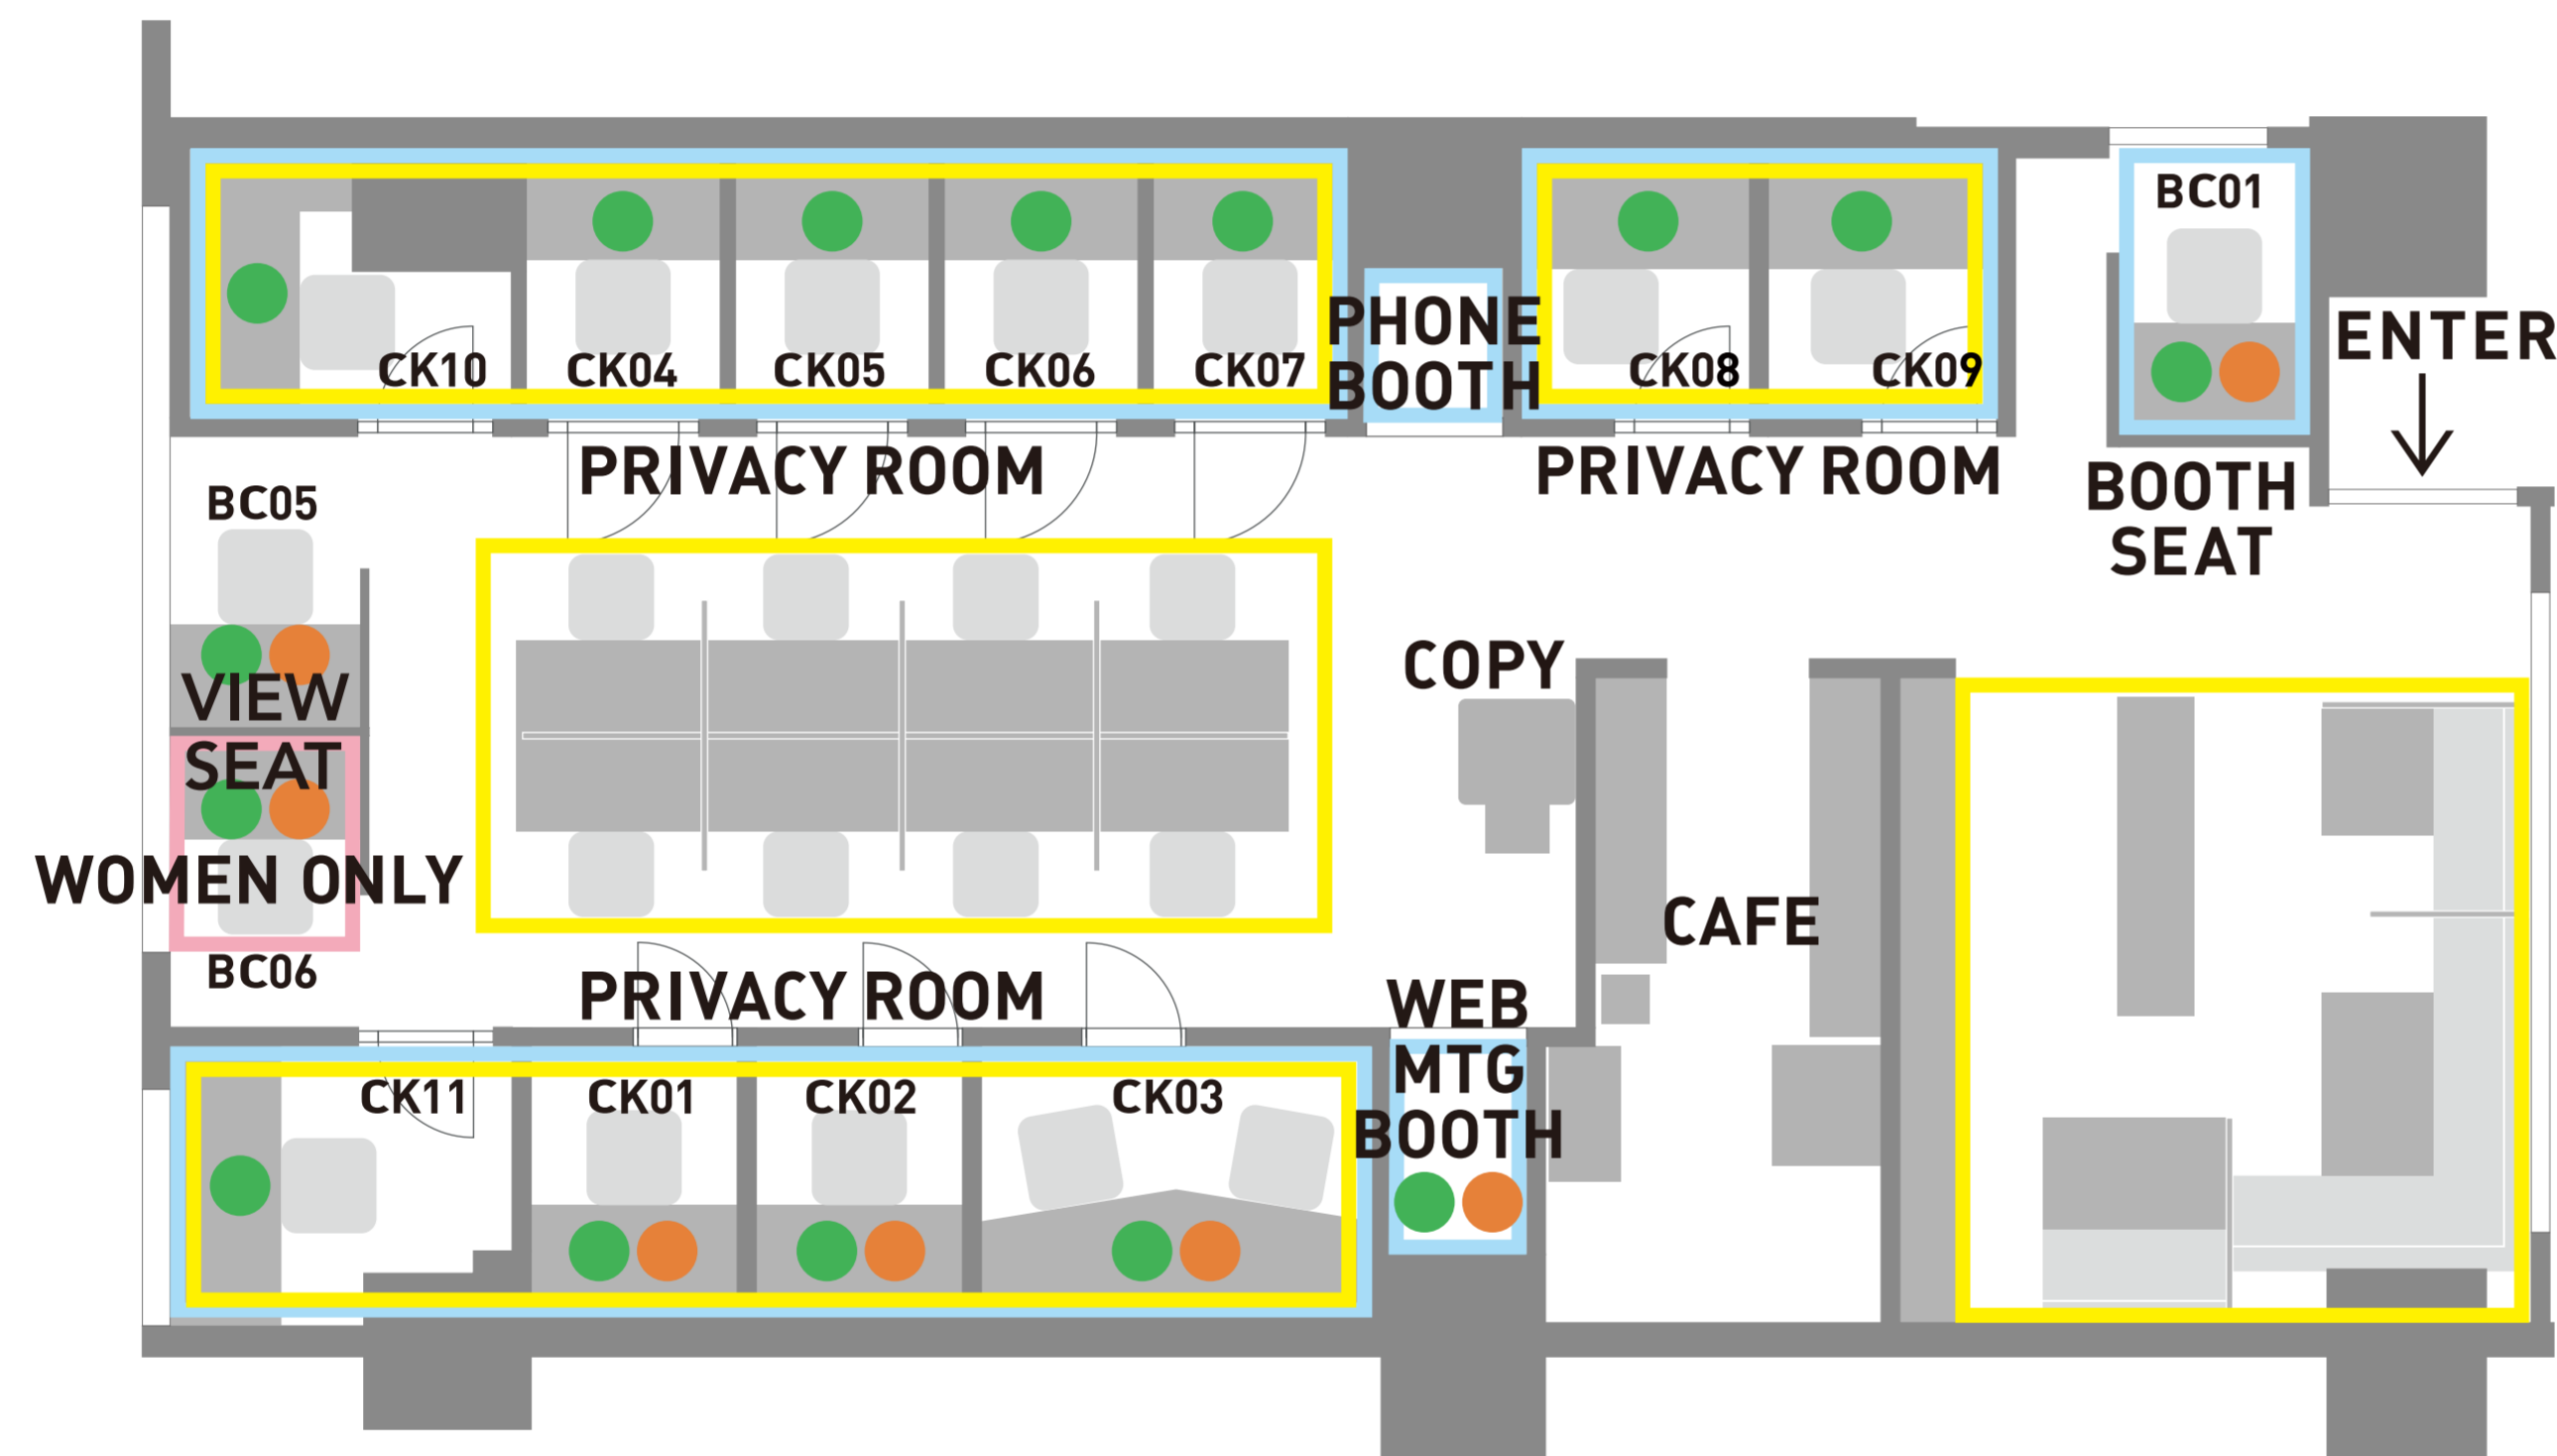 BC01
PHONE
BOOTH
ENTER
CK10
CK04
CK05
CK06
CK07
CK08
CK09
PRIVACY ROOM
PRIVACY ROOM
BOOTH
SEAT
BC05
VIEW
SEAT
WOMEN ONLY
BC06
COPY
CAFE
PRIVACY ROOM
WEB
MTG
BOOTH
CK11
CK01
CK02
CK03